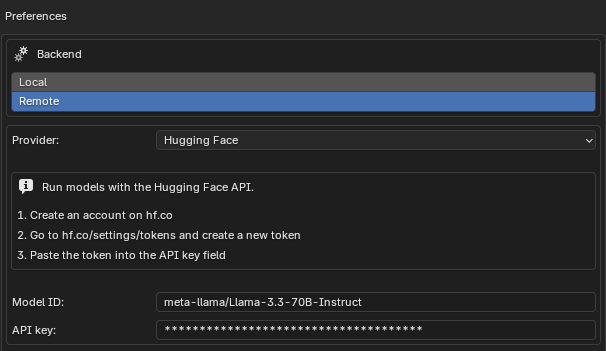 Preferences
Backend
Local
Remote
Provider: Hugging Face
Run models with the Hugging Face API.
1. Create an account on hf.co
2. Go to hf.co/settings/tokens and create a new token
3. Paste the token into the API key field
Model ID: meta-llama/Llama-3.3-70B-Instruct
API key: *************************************